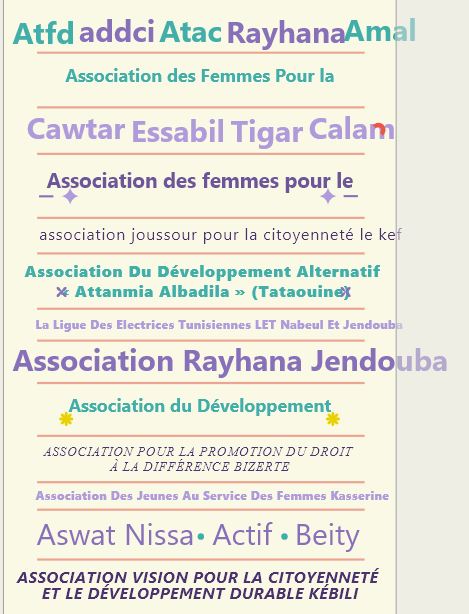 Atfd addci Atac Rayhana Amal
Association des Femmes Pour la
Cawtar Essabil Tigar Calam
Association des femmes pour le
association joussour pour la citoyenneté le kef
Association Du Développement Alternatif
« Attanmia Albadila » (Tataouine)
La Ligue Des Electrices Tunisiennes LET Nabeul Et Jendouba
Association Rayhana Jendouba
Association du Développement
ASSOCIATION POUR LA PROMOTION DU DROIT
À LA DIFFÉRENCE BIZERTE
Association Des Jeunes Au Service Des Femmes Kasserine
Aswat Nissa • Actif • Beity
ASSOCIATION VISION POUR LA CITOYENNETÉ
ET LE DÉVELOPPEMENT DURABLE KÉBILI